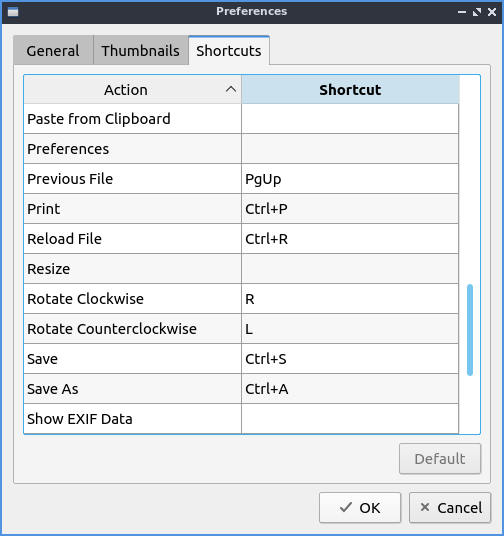 Preferences
General Thumbnails Shortcuts
Action Shortcut
Paste from Clipboard
Preferences
Previous File PgUp
Print Ctrl+P
Reload File Ctrl+R
Resize
Rotate Clockwise R
Rotate Counterclockwise L
Save Ctrl+S
Save As Ctrl+A
Show EXIF Data
Default
OK Cancel